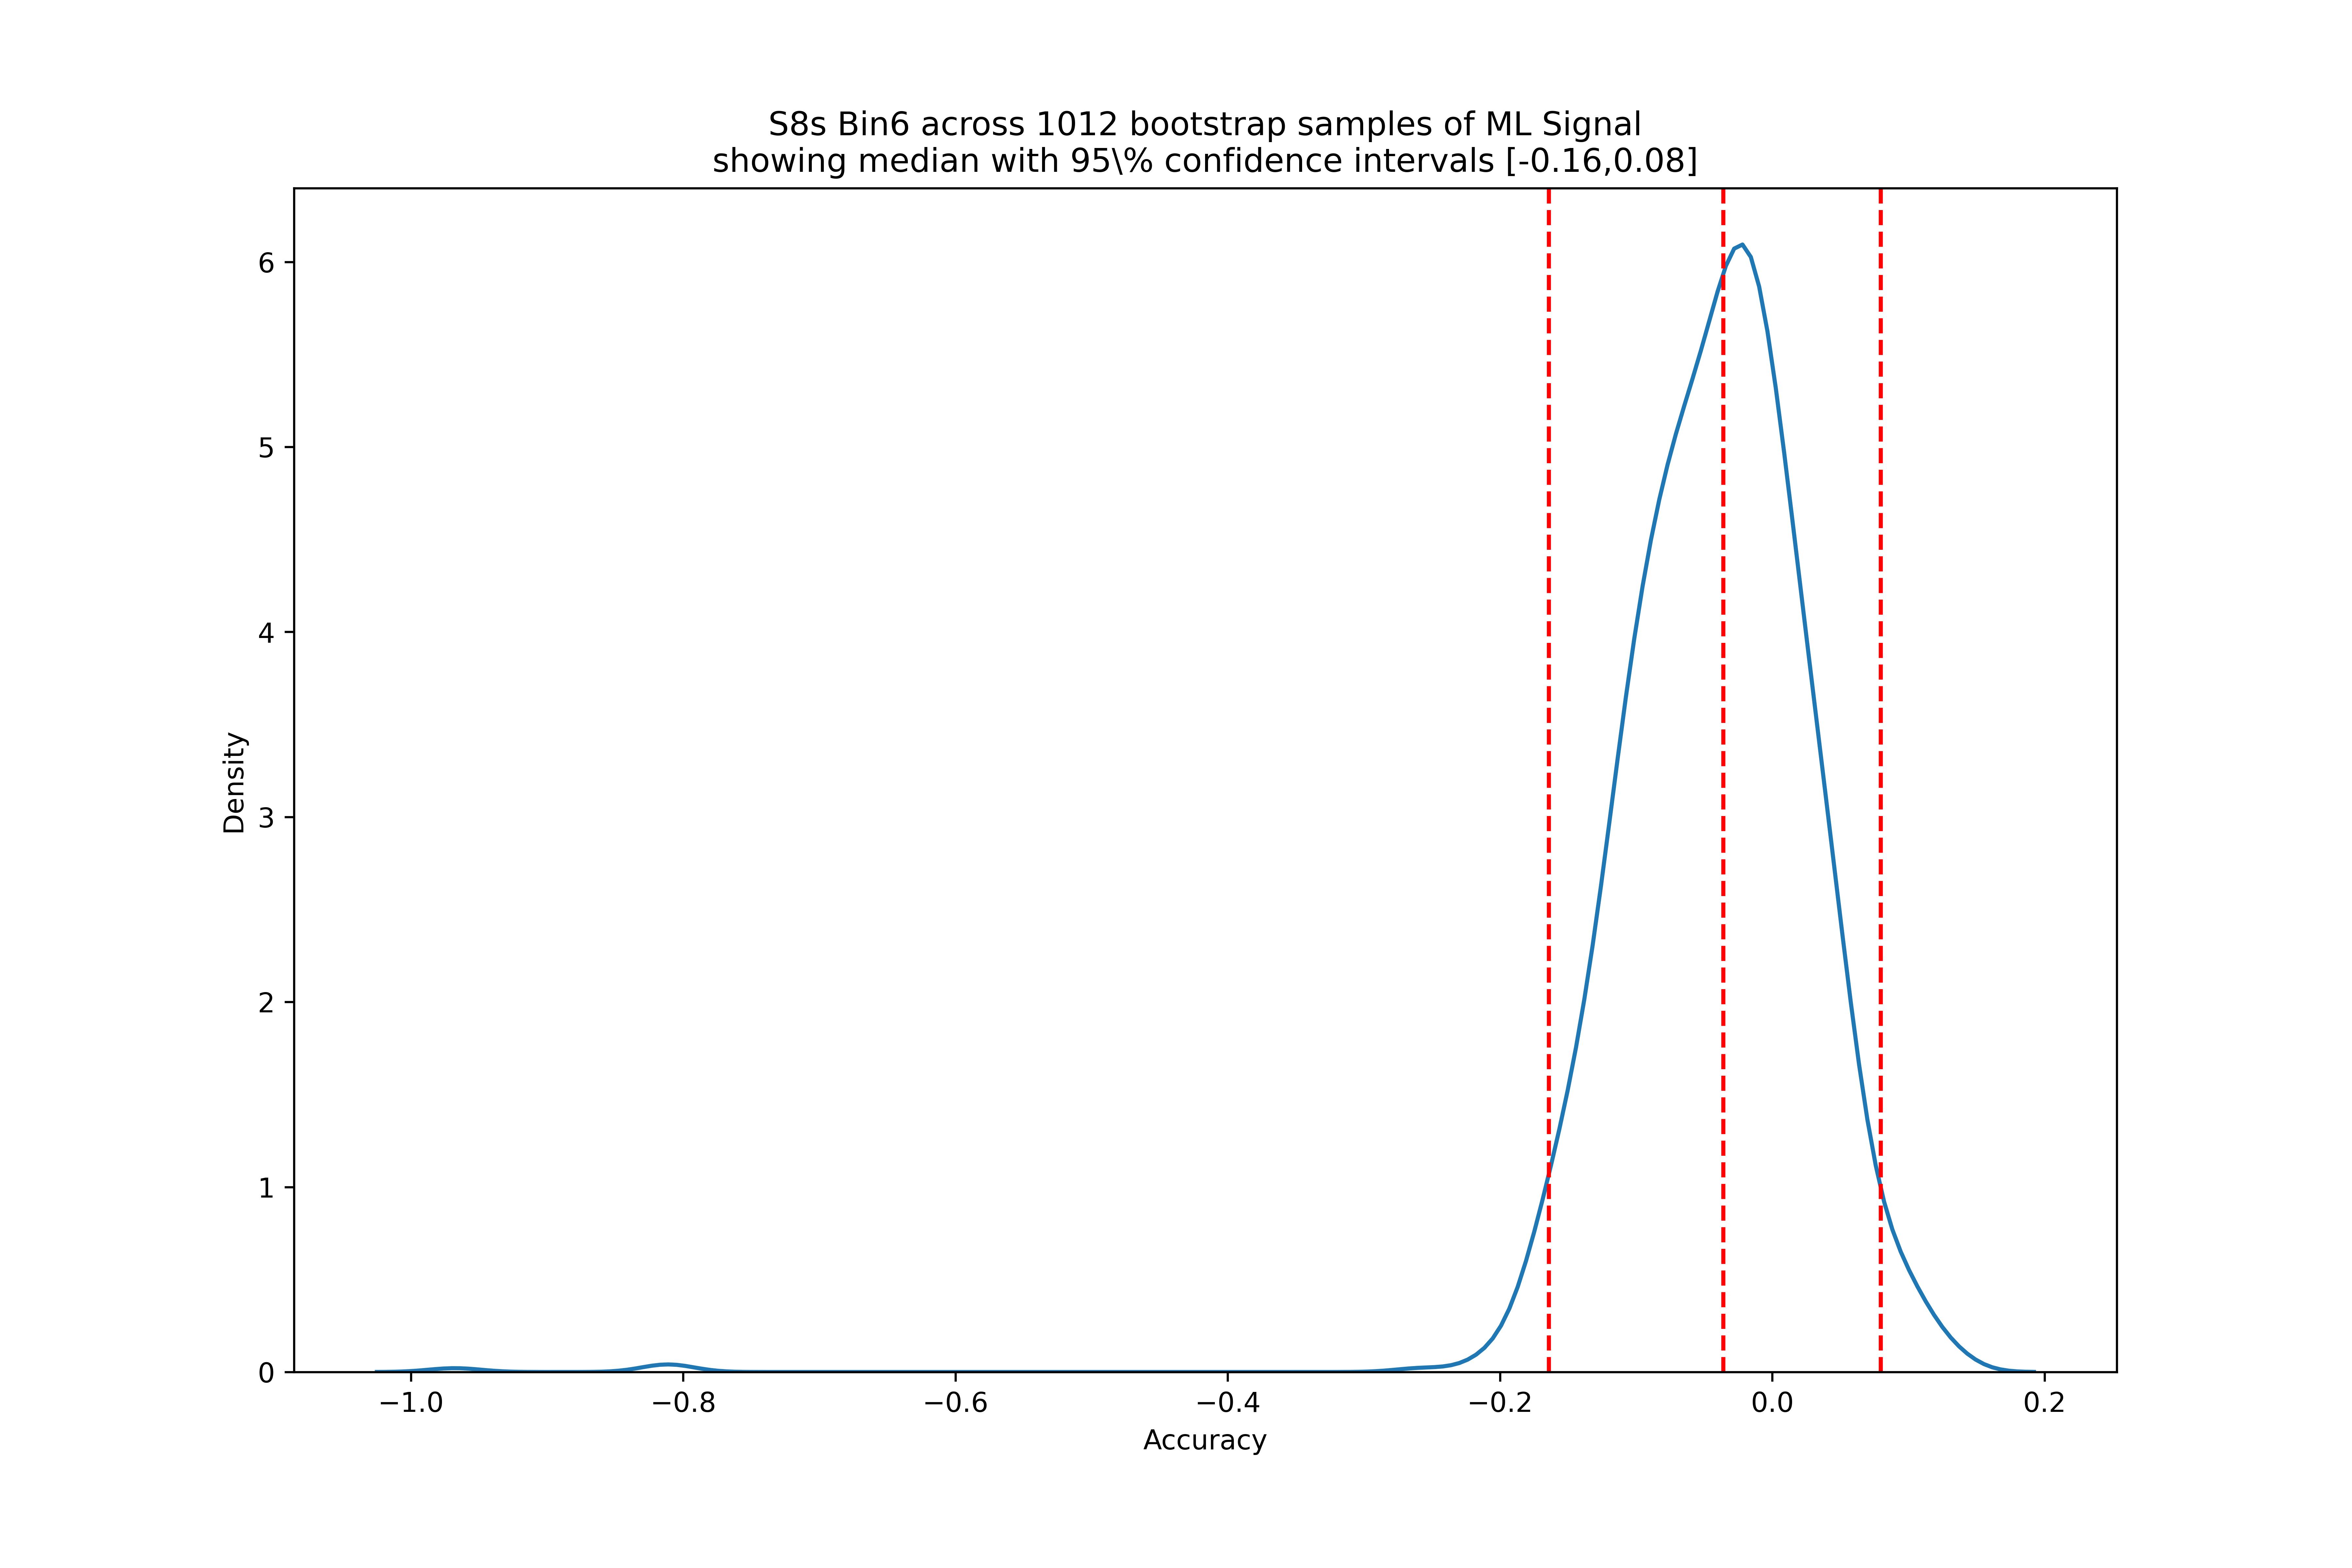 S8s Bin6 across 1012 bootstrap samples of ML Signal
showing median with 95\% confidence intervals [-0.16,0.08]
6
5
4
3
2
1
0
Density
−1.0 −0.8 −0.6 −0.4 −0.2 0.0 0.2
Accuracy